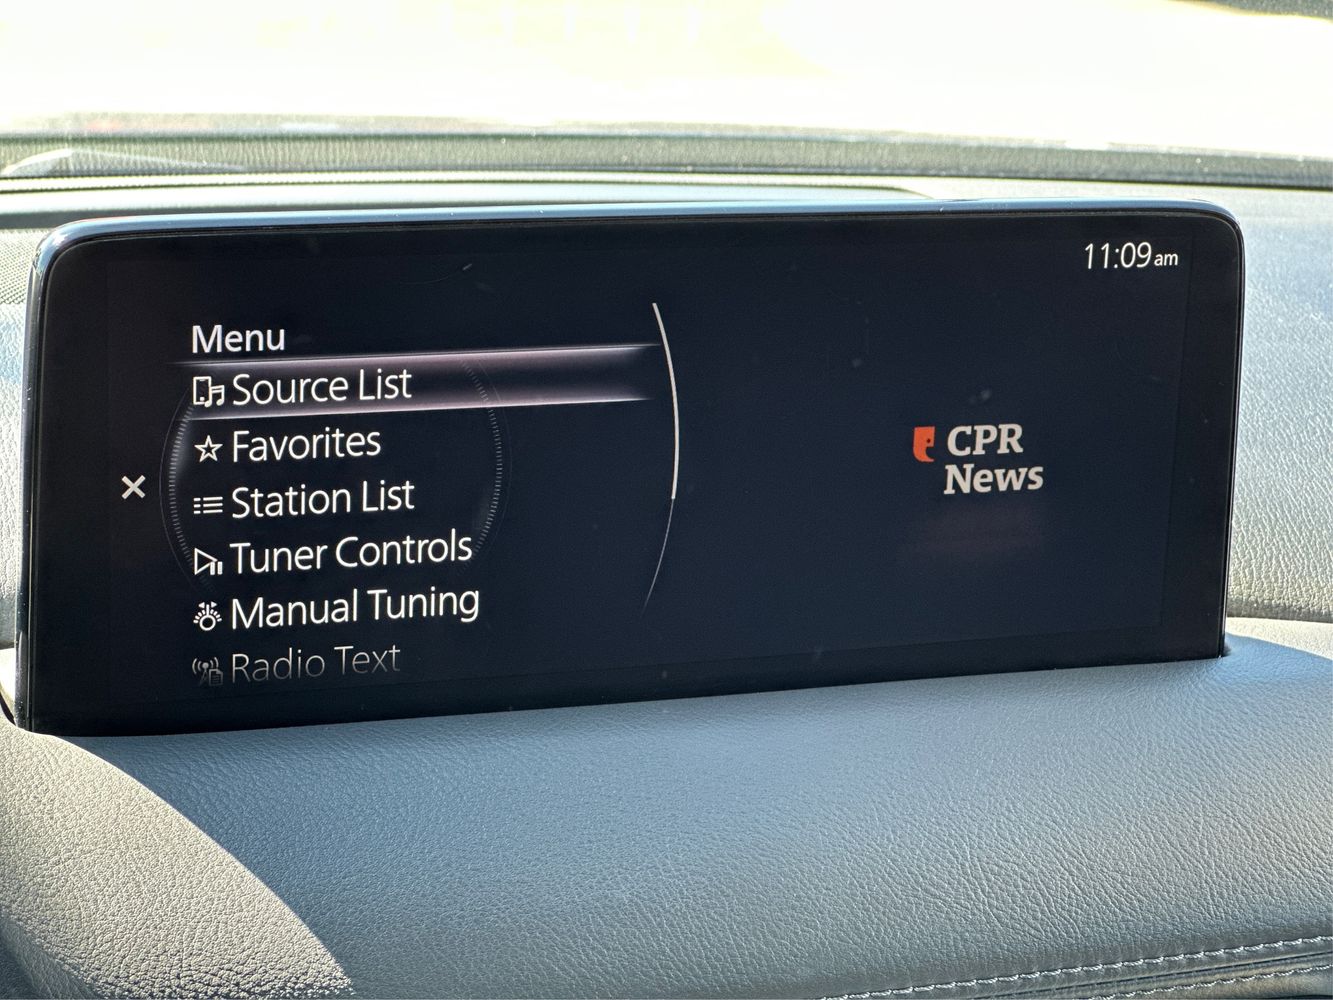 11:09am
Menu
Source List
Favorites
Station List
Tuner Controls
Manual Tuning
Radio Text
CPR
News